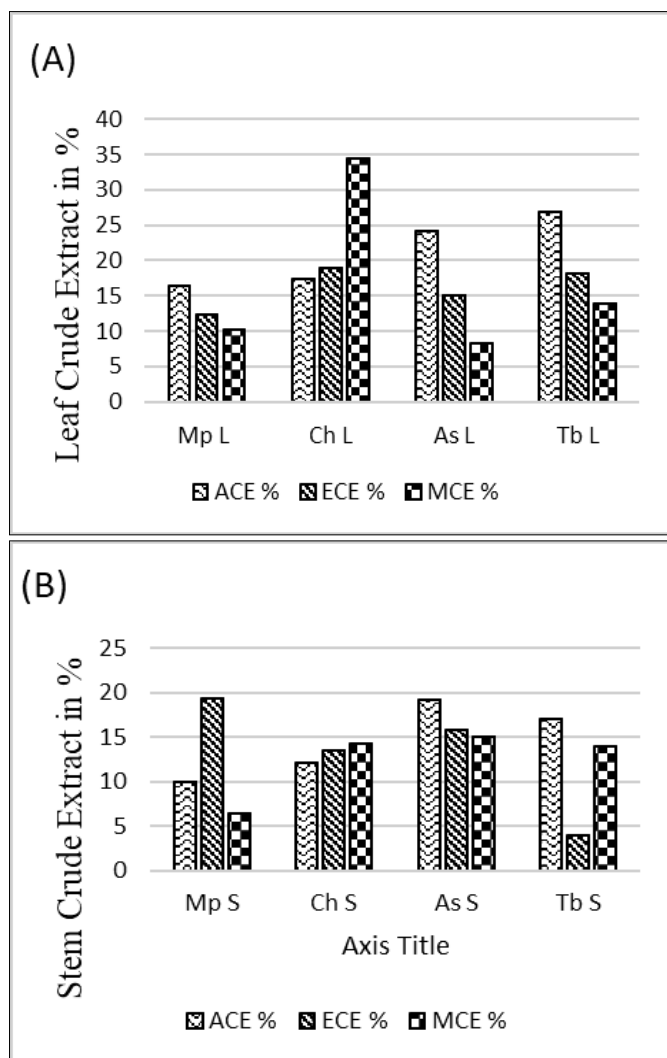 (A)
Leaf Crude Extract in %
40
35
30
25
20
15
10
5
0
Mp L Ch L As L Tb L
ACE % ECE % MCE %
(B)
Stem Crude Extract in %
25
20
15
10
5
0
Mp S Ch S As S Tb S
Axis Title
ACE % ECE % MCE %